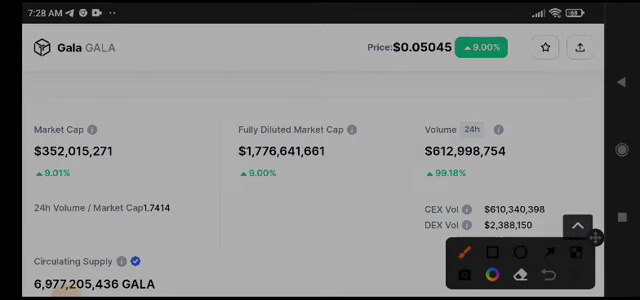 7:28 AM
69
Gala GALA
Price:$0.05045 9.00%
Market Cap
$352,015,271
9.01%
24h Volume / Market Cap1.7414
Fully Diluted Market Cap
$1,776,641,661
9.00%
Volume 24h
$612,998,754
99.18%
CEX Vol $610,340,398
DEX Vol $2,388,150
Circulating Supply
6,977,205,436 GALA